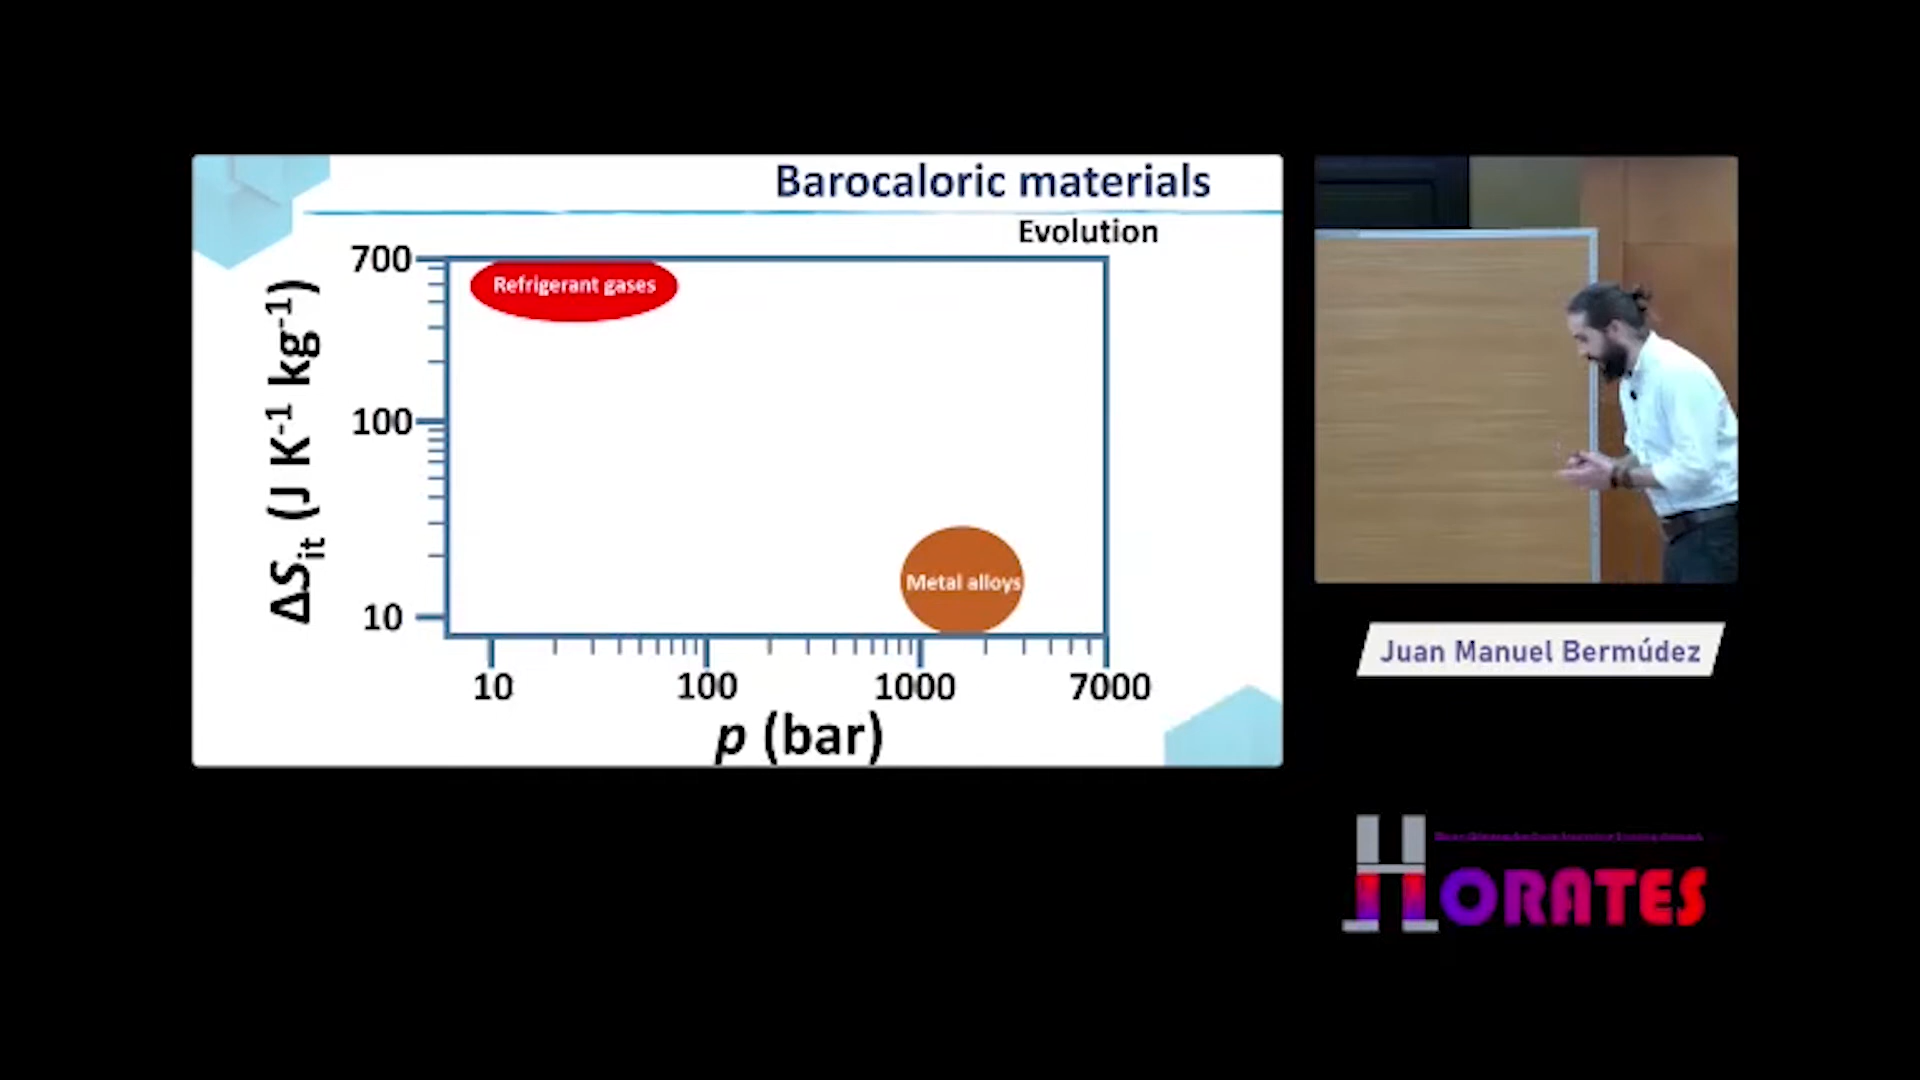 Barocaloric materials
Evolution
700
100
10
ΔSit (J K-1 kg-1)
Refrigerant gases
Metal alloys
10 100 1000 7000
p (bar)
Juan Manuel Bermúdez
HORATES